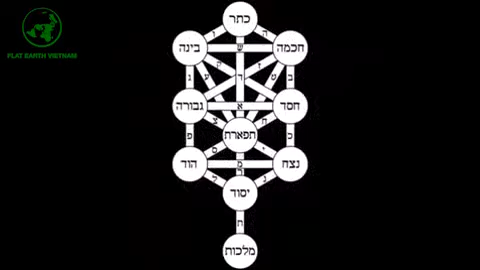 FLAT EARTH VIETNAM
כתר
ה
ו
בינה
חכמה
ש
ק
ז
ג
ע
ד
ט
ב
גבורה
חסד
א
צ
ח
פ
תפארת
כ
ס
י
הוד
נצח
מ
ל
ר
נ
יסוד
ת
מלכות